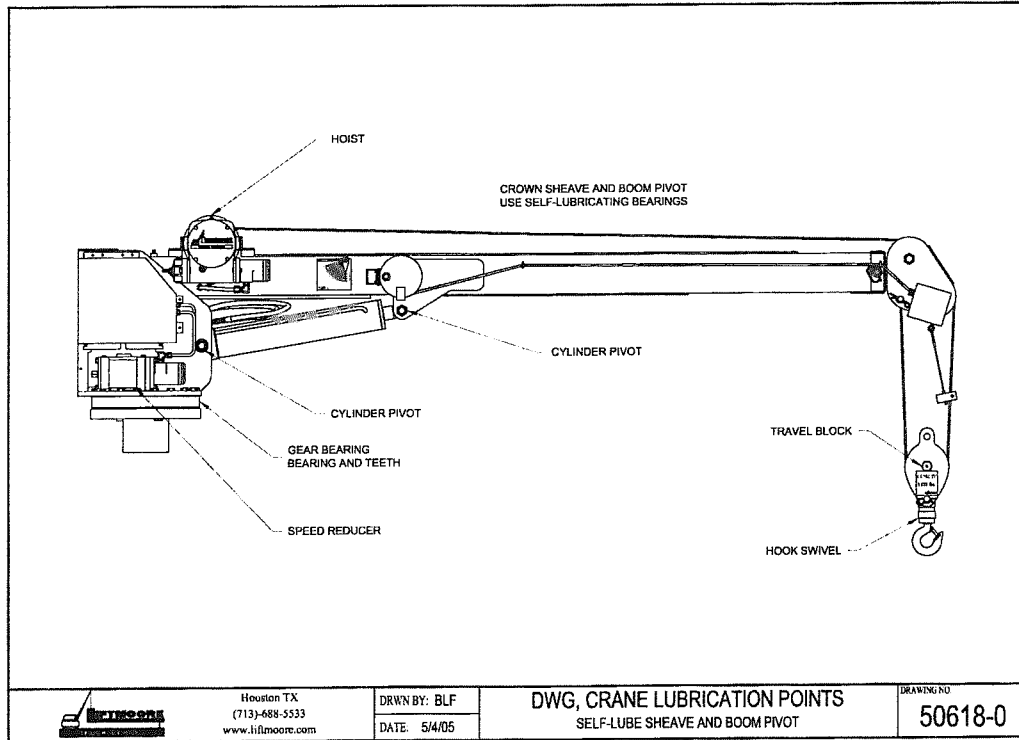 HOIST
CROWN SHEAVE AND BOOM PIVOT
USE SELF-LUBRICATING BEARINGS
CYLINDER PIVOT
CYLINDER PIVOT
GEAR BEARING
BEARING AND TEETH
TRAVEL BLOCK
SPEED REDUCER
HOOK SWIVEL
LIFTMOORE
Houston TX
(713)-688-5533
www.liftmoore.com
DRWN BY: BLF
DATE: 5/4/05
DWG, CRANE LUBRICATION POINTS
SELF-LUBE SHEAVE AND BOOM PIVOT
DRAWING NO.
50618-0